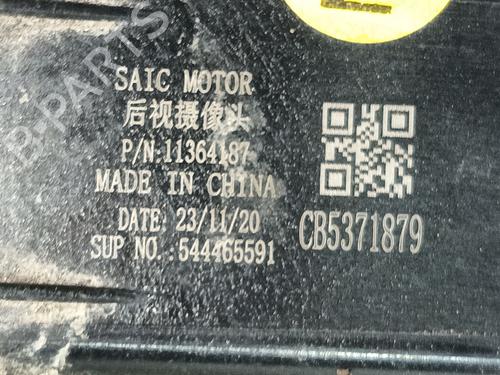 SAIC MOTOR
后视摄像头
P/N:11364187
MADE IN CHINA
DATE: 23/11/20
SUP NO.:544465591
CB5371879
B-PARTS